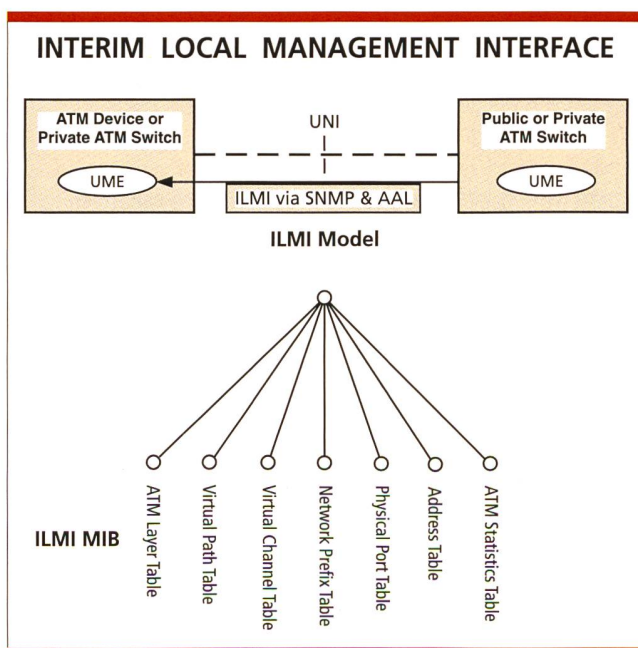 INTERIM LOCAL MANAGEMENT INTERFACE
ATM Device or
Private ATM Switch
UME
UNI
ILMI via SNMP & AAL
Public or Private
ATM Switch
UME
ILMI Model
ILMI MIB
ATM Layer Table
Virtual Path Table
Virtual Channel Table
Network Prefix Table
Physical Port Table
Address Table
ATM Statistics Table